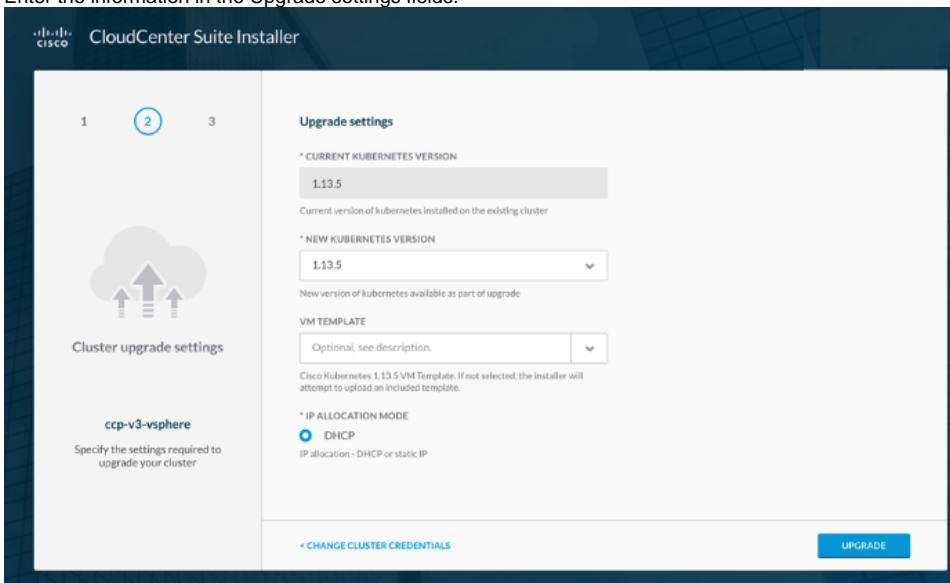 Enter the information in the Upgrade settings fields.
cisco
CloudCenter Suite Installer
1 2 3
Cluster upgrade settings
ccp-v3-vsphere
Specify the settings required to
upgrade your cluster
Upgrade settings
* CURRENT KUBERNETES VERSION
1.13.5
Current version of kubernetes installed on the existing cluster
* NEW KUBERNETES VERSION
1.13.5
New version of kubernetes available as part of upgrade
VM TEMPLATE
Optional, see description.
Cisco Kubernetes 1.13.5 VM Template. If not selected, the installer will
attempt to upload an included template.
* IP ALLOCATION MODE
DHCP
IP allocation - DHCP or static IP
< CHANGE CLUSTER CREDENTIALS
UPGRADE